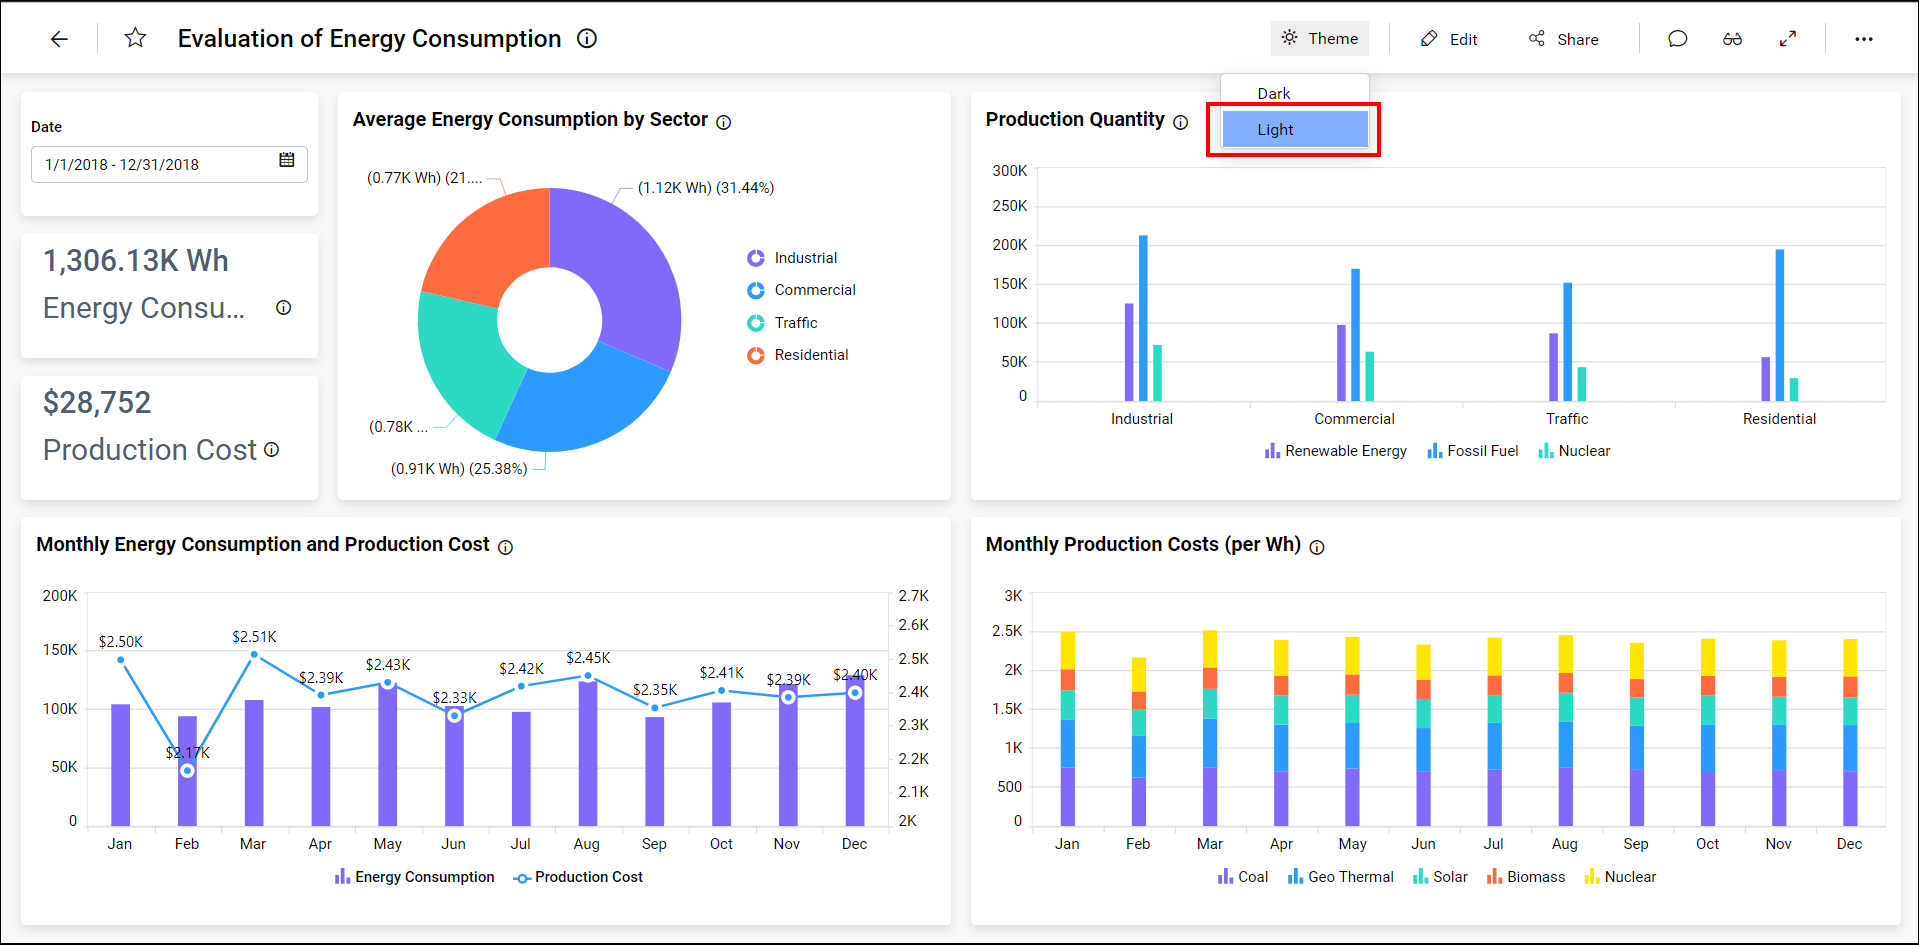 Evaluation of Energy Consumption
Theme
Edit
Share
Dark
Light
Date
1/1/2018 - 12/31/2018
1,306.13K Wh
Energy Consu...
$28,752
Production Cost
Average Energy Consumption by Sector
(0.77K Wh) (21....
(1.12K Wh) (31.44%)
(0.78K ...
(0.91K Wh) (25.38%)
Industrial
Commercial
Traffic
Residential
Production Quantity
300K
250K
200K
150K
100K
50K
0
Industrial Commercial Traffic Residential
Renewable Energy Fossil Fuel Nuclear
Monthly Energy Consumption and Production Cost
200K
150K
100K
50K
0
$2.50K
$2.17K
$2.51K
$2.39K
$2.43K
$2.33K
$2.42K
$2.45K
$2.35K
$2.41K
$2.39K
$2.40K
2.7K
2.6K
2.5K
2.4K
2.3K
2.2K
2.1K
2K
Jan Feb Mar Apr May Jun Jul Aug Sep Oct Nov Dec
Energy Consumption Production Cost
Monthly Production Costs (per Wh)
3K
2.5K
2K
1.5K
1K
500
0
Jan Feb Mar Apr May Jun Jul Aug Sep Oct Nov Dec
Coal Geo Thermal Solar Biomass Nuclear